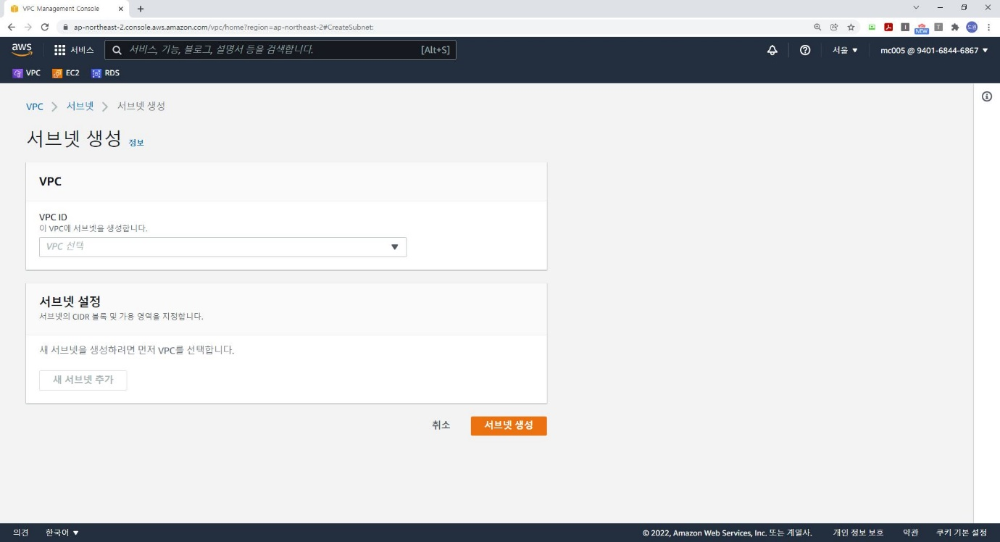 VPC Management Console
ap-northeast-2.console.aws.amazon.com/vpc/home?region=ap-northeast-2#CreateSubnet:
NEW
도원
aws
서비스
서비스, 기능, 블로그, 설명서 등을 검색합니다.
[Alt+S]
서울
mc005 @ 9401-6844-6867
VPC
EC2
RDS
VPC
서브넷
서브넷 생성
서브넷 생성 정보
VPC
VPC ID
이 VPC에 서브넷을 생성합니다.
VPC 선택
서브넷 설정
서브넷의 CIDR 블록 및 가용 영역을 지정합니다.
새 서브넷을 생성하려면 먼저 VPC를 선택합니다.
새 서브넷 추가
취소
서브넷 생성
의견
한국어
© 2022, Amazon Web Services, Inc. 또는 계열사.
개인 정보 보호
약관
쿠키 기본 설정